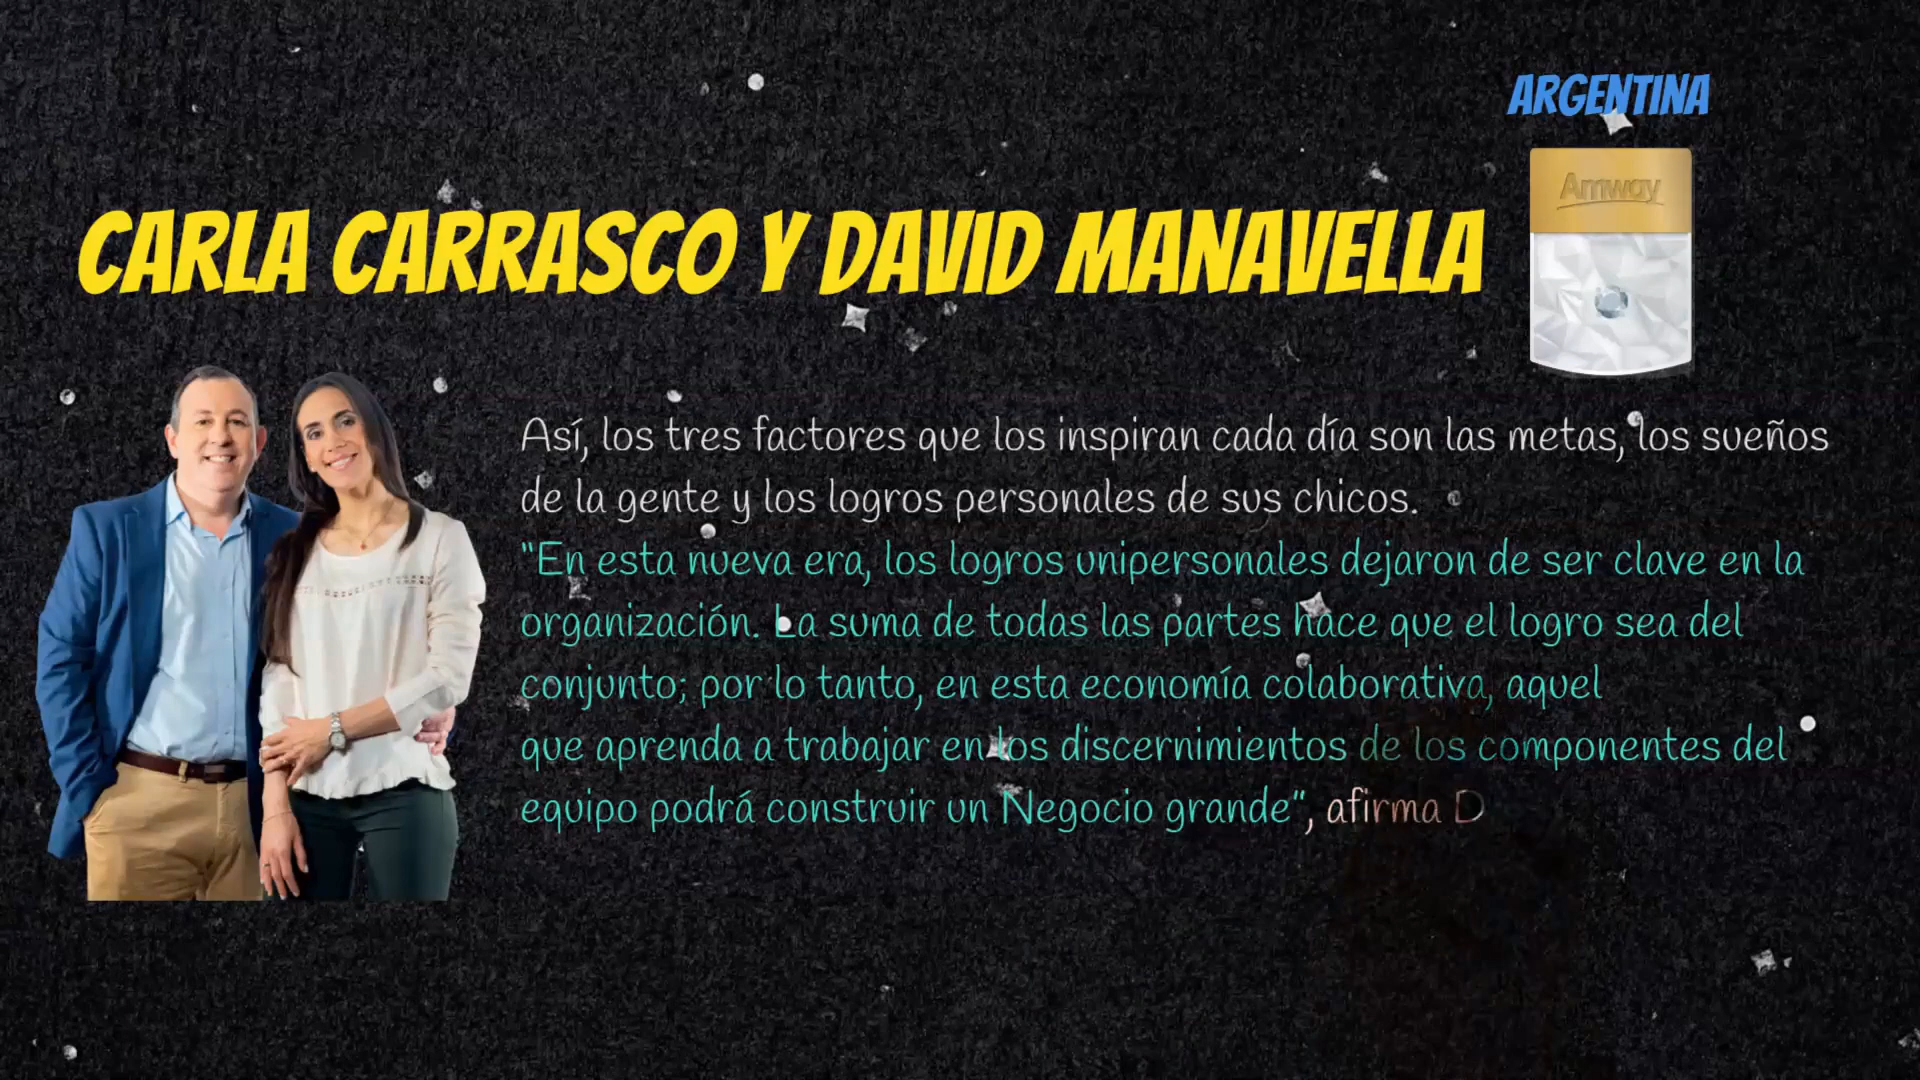 ARGENTINA
Amway
CARLA CARRASCO Y DAVID MANAVELLA
Así, los tres factores que los inspiran cada día son las metas, los sueños
de la gente y los logros personales de sus chicos.
"En esta nueva era, los logros unipersonales dejaron de ser clave en la
organización. La suma de todas las partes hace que el logro sea del
conjunto; por lo tanto, en esta economía colaborativa, aquel
que aprenda a trabajar en los discernimientos de los componentes del
equipo podrá construir un Negocio grande", afirma D